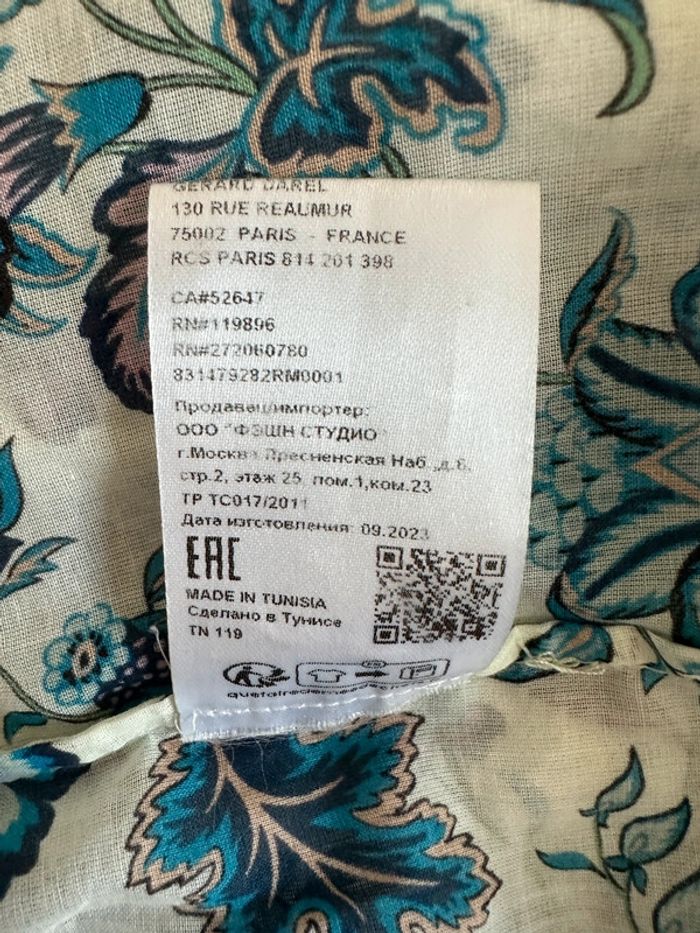 GERARD DAREL
130 RUE REAUMUR
75002 PARIS - FRANCE
RCS PARIS 814 201 398
CA#52647
RN#119896
RN#272060780
831479282RM0001
Продавец/импортер:
ООО "ФЭШН СТУДИО"
г.Москва Пресненская Наб.,д.6,
стр.2, этаж 25, пом.1,ком.23
ТР ТС017/2011
Дата изготовления: 09.2023
EAC
MADE IN TUNISIA
Сделано в Тунисе
TN 119
FR